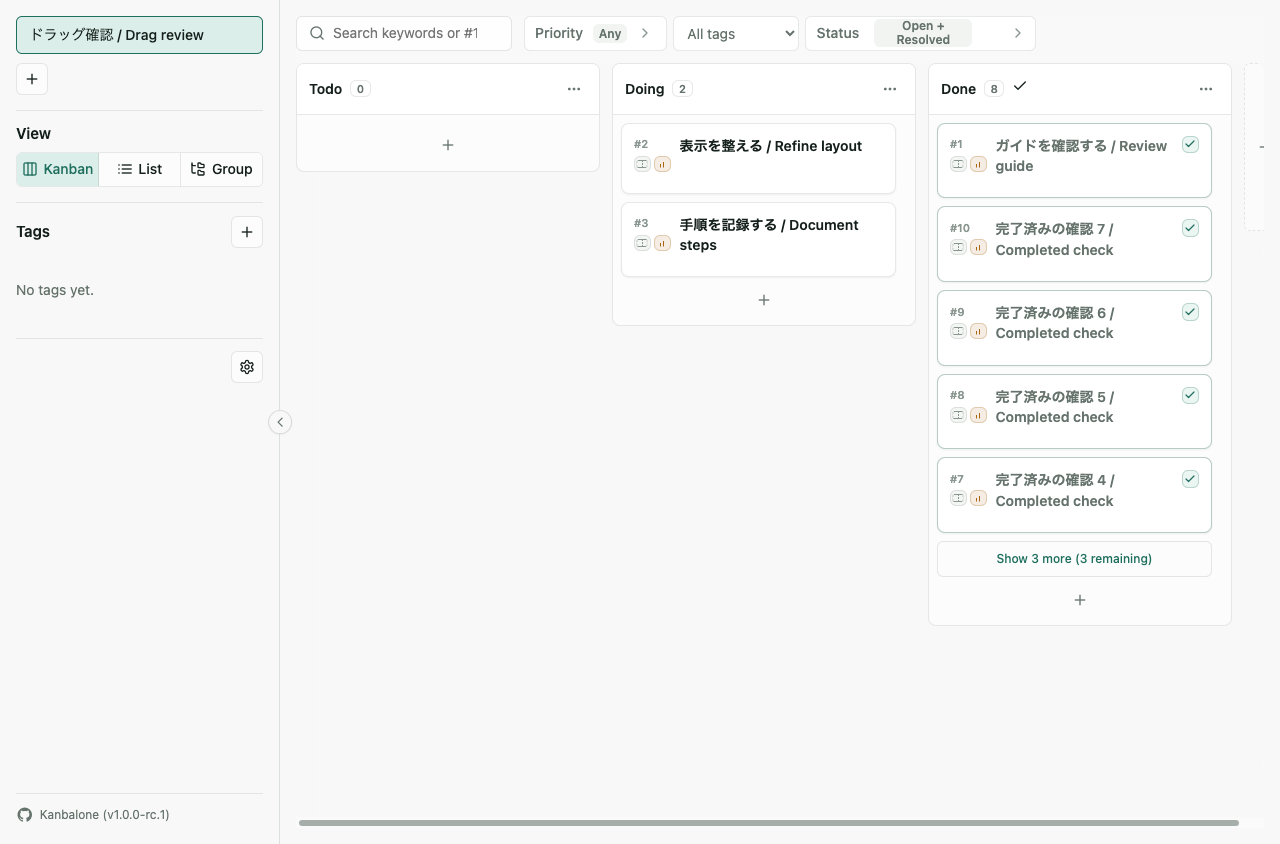 ドラッグ確認 / Drag review
View
Kanban
List
Group
Tags
No tags yet.
Kanbalone (v1.0.0-rc.1)
Search keywords or #1
Priority Any
All tags
Status
Open +
Resolved
Todo 0
Doing 2
#2
表示を整える / Refine layout
#3
手順を記録する / Document
steps
Done 8
#1
ガイドを確認する / Review
guide
#10
完了済みの確認 7 /
Completed check
#9
完了済みの確認 6 /
Completed check
#8
完了済みの確認 5 /
Completed check
#7
完了済みの確認 4 /
Completed check
Show 3 more (3 remaining)